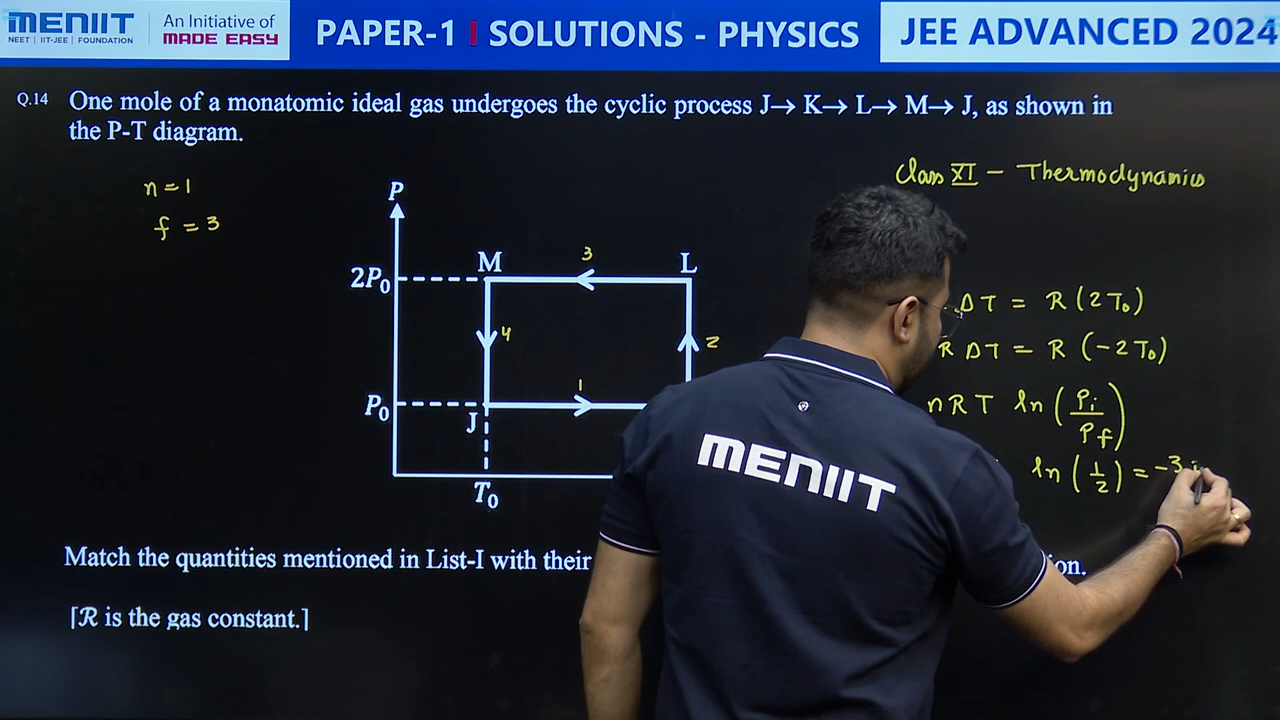 MENIIT
NEET | IIT-JEE | FOUNDATION
An Initiative of
MADE EASY
PAPER-1 | SOLUTIONS - PHYSICS
JEE ADVANCED 2024
Q.14 One mole of a monatomic ideal gas undergoes the cyclic process J→ K→ L→ M→ J, as shown in
the P-T diagram.
n = 1
f = 3
Class XI - Thermodynamics
P
M 3 L
2P₀
4 2
1
P₀
J
T₀
ΔT = R (2T₀)
R ΔT = R (-2T₀)
nRT ln (Pi/Pf)
ln (1/2) = -3
MENIIT
Match the quantities mentioned in List-I with their
on.
[R is the gas constant.]